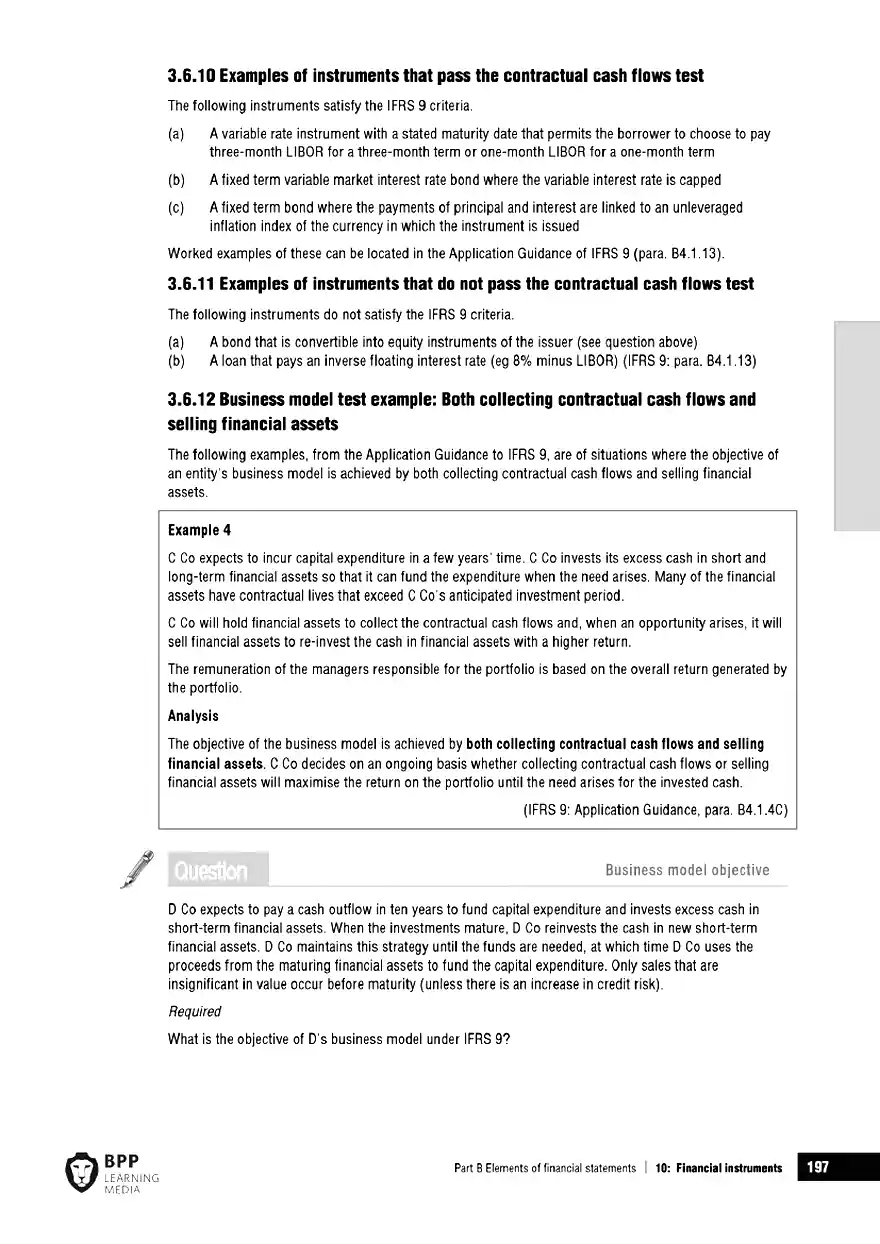 3.6.10 Examples of instruments that pass the contractual cash flows test
The following instruments satisfy the IFRS 9 criteria.
(a) A variable rate instrument with a stated maturity date that permits the borrower to choose to pay
three-month LIBOR for a three-month term or one-month LIBOR for a one-month term
(b) A fixed term variable market interest rate bond where the variable interest rate is capped
(c) A fixed term bond where the payments of principal and interest are linked to an unleveraged
inflation index of the currency in which the instrument is issued
Worked examples of these can be located in the Application Guidance of IFRS 9 (para. B4.1.13).
3.6.11 Examples of instruments that do not pass the contractual cash flows test
The following instruments do not satisfy the IFRS 9 criteria.
(a) A bond that is convertible into equity instruments of the issuer (see question above)
(b) A loan that pays an inverse floating interest rate (eg 8% minus LIBOR) (IFRS 9: para. B4.1.13)
3.6.12 Business model test example: Both collecting contractual cash flows and
selling financial assets
The following examples, from the Application Guidance to IFRS 9, are of situations where the objective of
an entity's business model is achieved by both collecting contractual cash flows and selling financial
assets.
Example 4
C Co expects to incur capital expenditure in a few years' time. C Co invests its excess cash in short and
long-term financial assets so that it can fund the expenditure when the need arises. Many of the financial
assets have contractual lives that exceed C Co's anticipated investment period.
C Co will hold financial assets to collect the contractual cash flows and, when an opportunity arises, it will
sell financial assets to re-invest the cash in financial assets with a higher return.
The remuneration of the managers responsible for the portfolio is based on the overall return generated by
the portfolio.
Analysis
The objective of the business model is achieved by both collecting contractual cash flows and selling
financial assets. C Co decides on an ongoing basis whether collecting contractual cash flows or selling
financial assets will maximise the return on the portfolio until the need arises for the invested cash.
(IFRS 9: Application Guidance, para. B4.1.4C)
Question
Business model objective
D Co expects to pay a cash outflow in ten years to fund capital expenditure and invests excess cash in
short-term financial assets. When the investments mature, D Co reinvests the cash in new short-term
financial assets. D Co maintains this strategy until the funds are needed, at which time D Co uses the
proceeds from the maturing financial assets to fund the capital expenditure. Only sales that are
insignificant in value occur before maturity (unless there is an increase in credit risk).
Required
What is the objective of D's business model under IFRS 9?
BPP
LEARNING
MEDIA
Part B Elements of financial statements | 10: Financial instruments 197